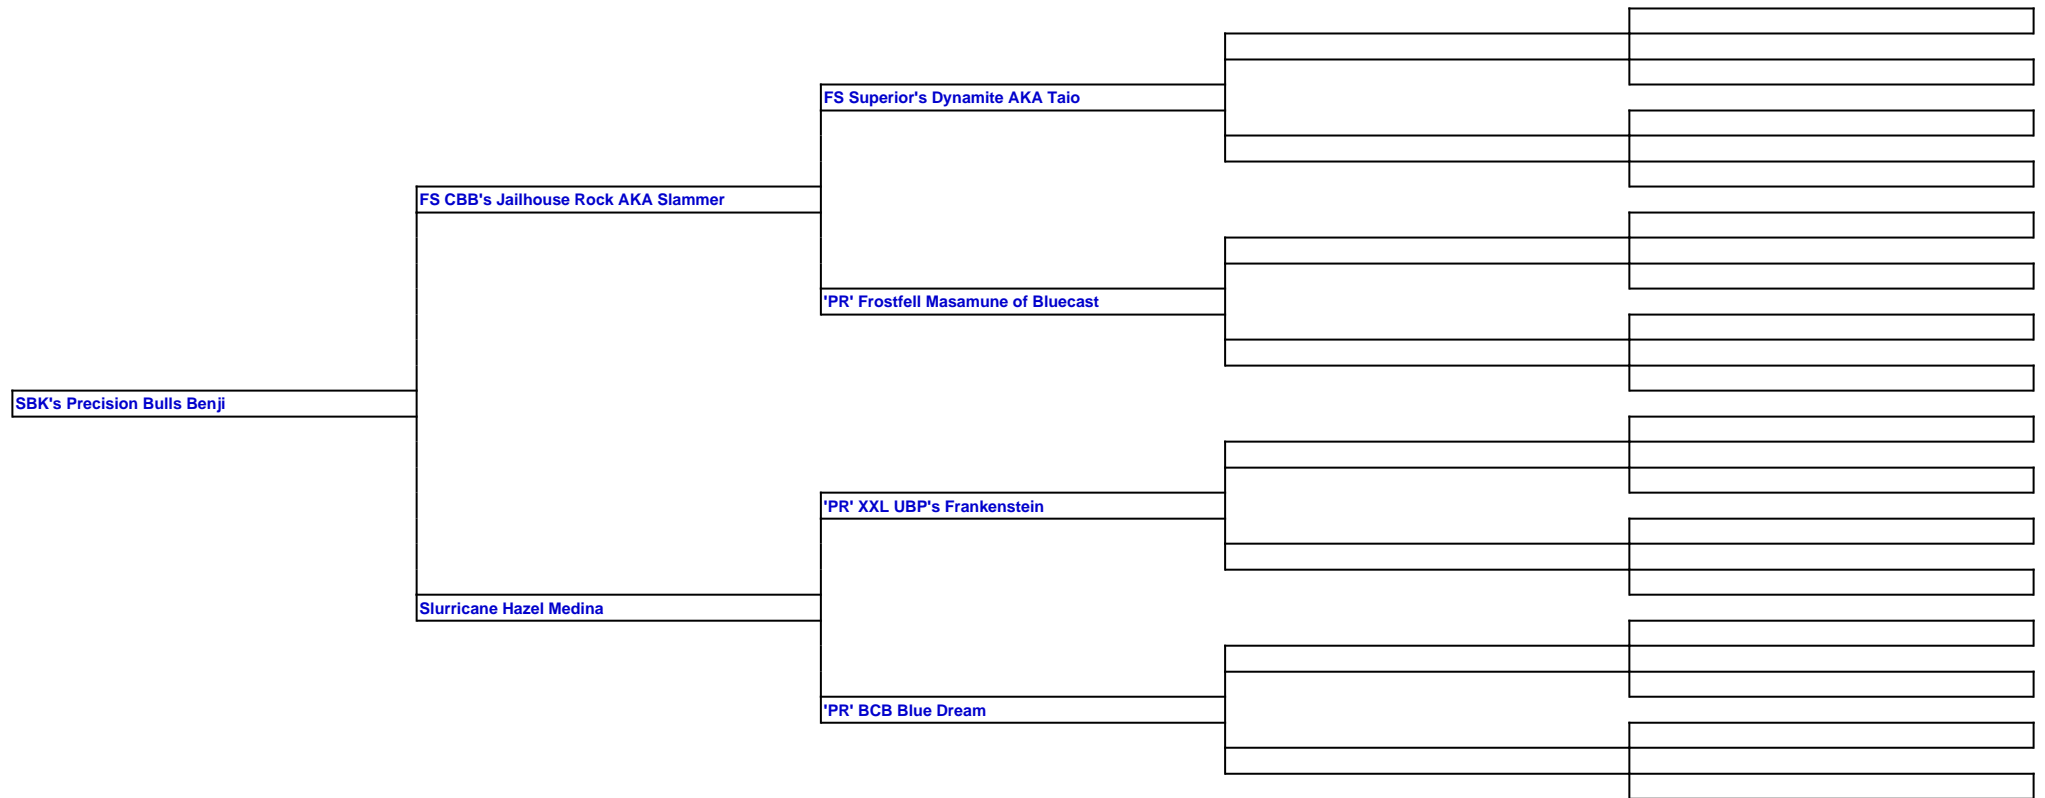 FS Superior's Dynamite AKA Taio
FS CBB's Jailhouse Rock AKA Slammer
'PR' Frostfell Masamune of Bluecast
SBK's Precision Bulls Benji
'PR' XXL UBP's Frankenstein
Slurricane Hazel Medina
'PR' BCB Blue Dream